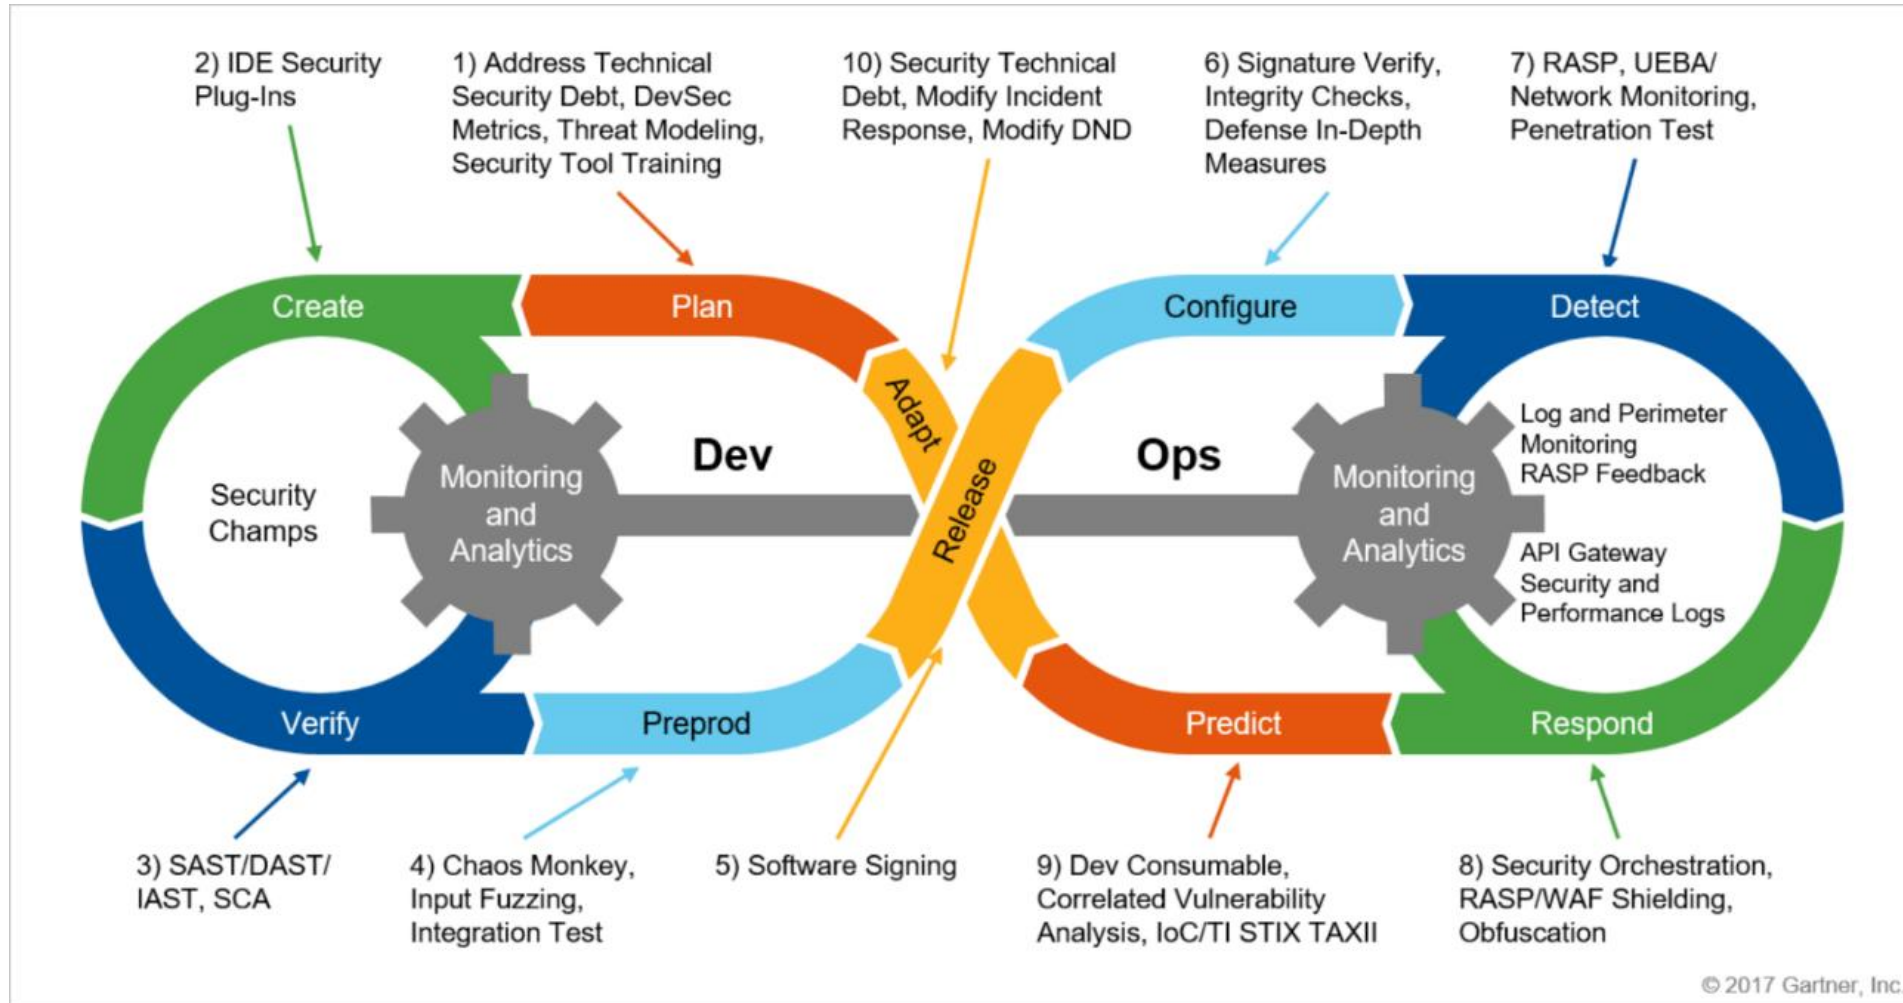 2) IDE Security
Plug-Ins
1) Address Technical
Security Debt, DevSec
Metrics, Threat Modeling,
Security Tool Training
10) Security Technical
Debt, Modify Incident
Response, Modify DND
6) Signature Verify,
Integrity Checks,
Defense In-Depth
Measures
7) RASP, UEBA/
Network Monitoring,
Penetration Test
Create
Plan
Adapt
Configure
Detect
Security
Champs
Monitoring
and
Analytics
Dev
Release
Ops
Monitoring
and
Analytics
Log and Perimeter
Monitoring
RASP Feedback
API Gateway
Security and
Performance Logs
Verify
Preprod
Predict
Respond
3) SAST/DAST/
IAST, SCA
4) Chaos Monkey,
Input Fuzzing,
Integration Test
5) Software Signing
9) Dev Consumable,
Correlated Vulnerability
Analysis, IoC/TI STIX TAXII
8) Security Orchestration,
RASP/WAF Shielding,
Obfuscation
© 2017 Gartner, Inc